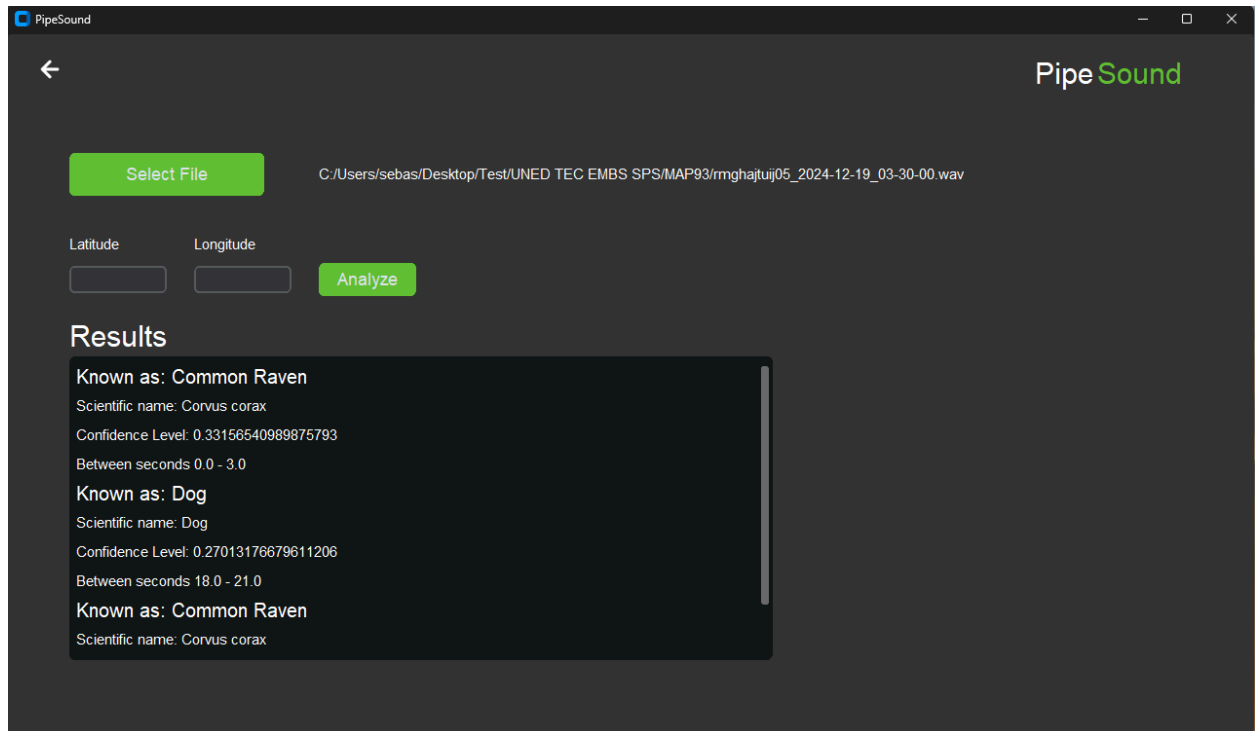 PipeSound
Pipe Sound
Select File C:/Users/sebas/Desktop/Test/UNED TEC EMBS SPS/MAP93/rmghajtuij05_2024-12-19_03-30-00.wav
Latitude Longitude
Analyze
Results
Known as: Common Raven
Scientific name: Corvus corax
Confidence Level: 0.33156540989875793
Between seconds 0.0 - 3.0
Known as: Dog
Scientific name: Dog
Confidence Level: 0.27013176679611206
Between seconds 18.0 - 21.0
Known as: Common Raven
Scientific name: Corvus corax